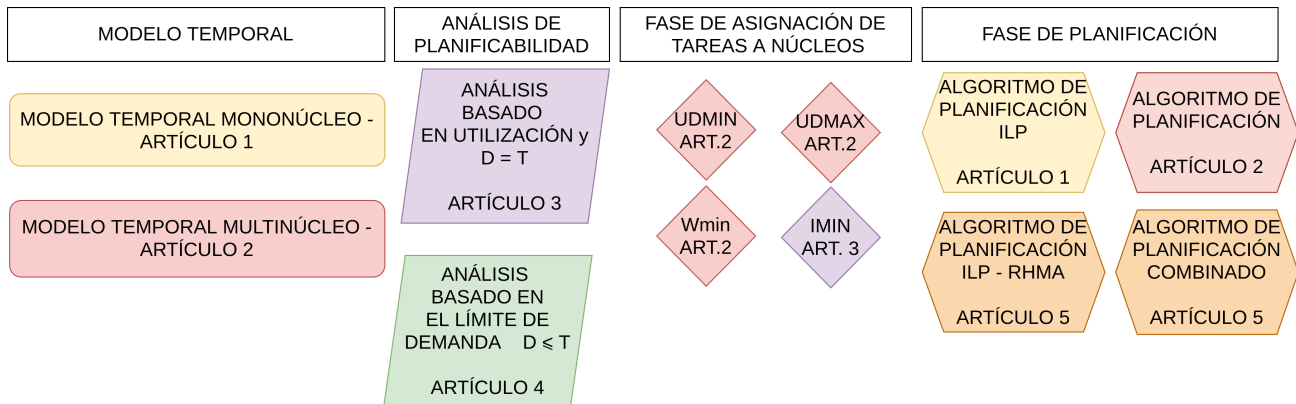 MODELO TEMPORAL
ANÁLISIS DE
PLANIFICABILIDAD
FASE DE ASIGNACIÓN DE
TAREAS A NÚCLEOS
FASE DE PLANIFICACIÓN
MODELO TEMPORAL MONONÚCLEO -
ARTÍCULO 1
MODELO TEMPORAL MULTINÚCLEO -
ARTÍCULO 2
ANÁLISIS
BASADO
EN UTILIZACIÓN y
D = T
ARTÍCULO 3
ANÁLISIS
BASADO EN
EL LÍMITE DE
DEMANDA D ⩽ T
ARTÍCULO 4
UDMIN
ART.2
UDMAX
ART.2
Wmin
ART.2
IMIN
ART. 3
ALGORITMO DE
PLANIFICACIÓN
ILP
ARTÍCULO 1
ALGORITMO DE
PLANIFICACIÓN
ARTÍCULO 2
ALGORITMO DE
PLANIFICACIÓN
ILP - RHMA
ARTÍCULO 5
ALGORITMO DE
PLANIFICACIÓN
COMBINADO
ARTÍCULO 5